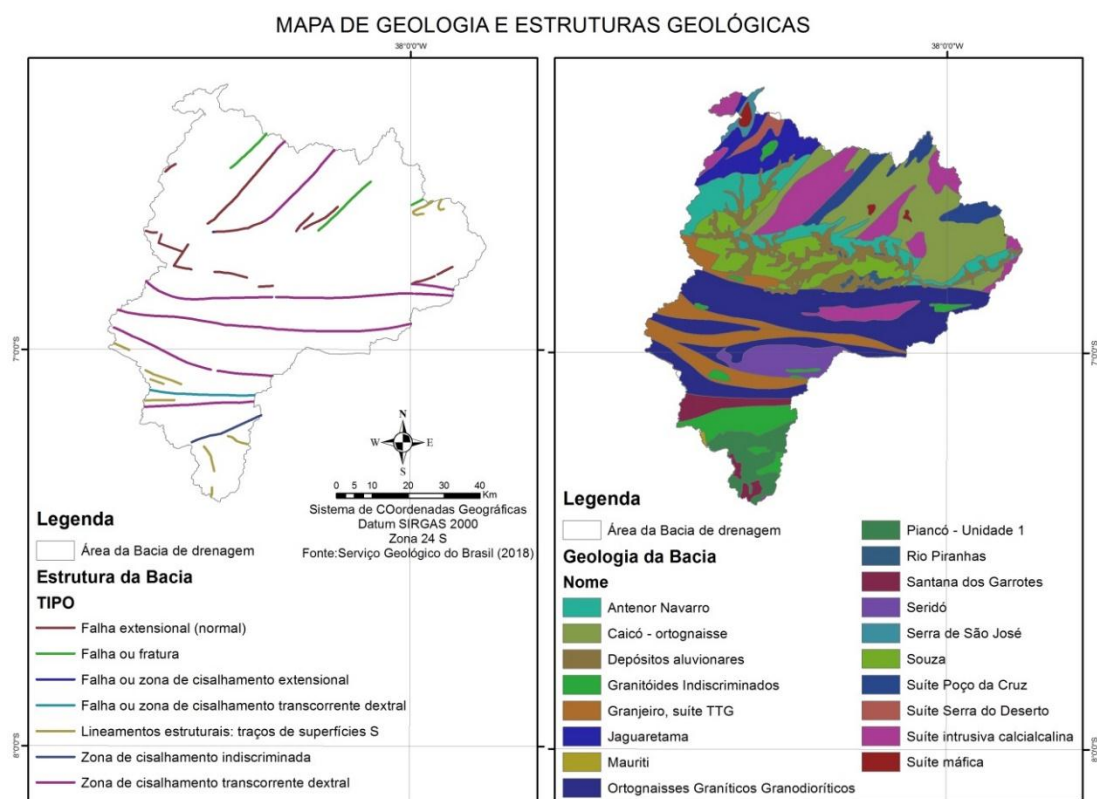 MAPA DE GEOLOGIA E ESTRUTURAS GEOLÓGICAS
38°0'0"W
7°0'0"S
N
W E
S
0 5 10 20 30 40
Km
Sistema de COordenadas Geográficas
Datum SIRGAS 2000
Zona 24 S
Fonte:Serviço Geológico do Brasil (2018)
Legenda
Área da Bacia de drenagem
Estrutura da Bacia
TIPO
Falha extensional (normal)
Falha ou fratura
Falha ou zona de cisalhamento extensional
Falha ou zona de cisalhamento transcorrente dextral
Lineamentos estruturais: traços de superfícies S
Zona de cisalhamento indiscriminada
Zona de cisalhamento transcorrente dextral
8°0'0"S
38°0'0"W
7°0'0"S
Legenda
Área da Bacia de drenagem
Geologia da Bacia
Nome
Antenor Navarro
Caicó - ortognaisse
Depósitos aluvionares
Granitóides Indiscriminados
Granjeiro, suíte TTG
Jaguaretama
Mauriti
Ortognaisses Graníticos Granodioríticos
Piancó - Unidade 1
Rio Piranhas
Santana dos Garrotes
Seridó
Serra de São José
Souza
Suíte Poço da Cruz
Suíte Serra do Deserto
Suíte intrusiva calcialcalina
Suíte máfica
8°0'0"S